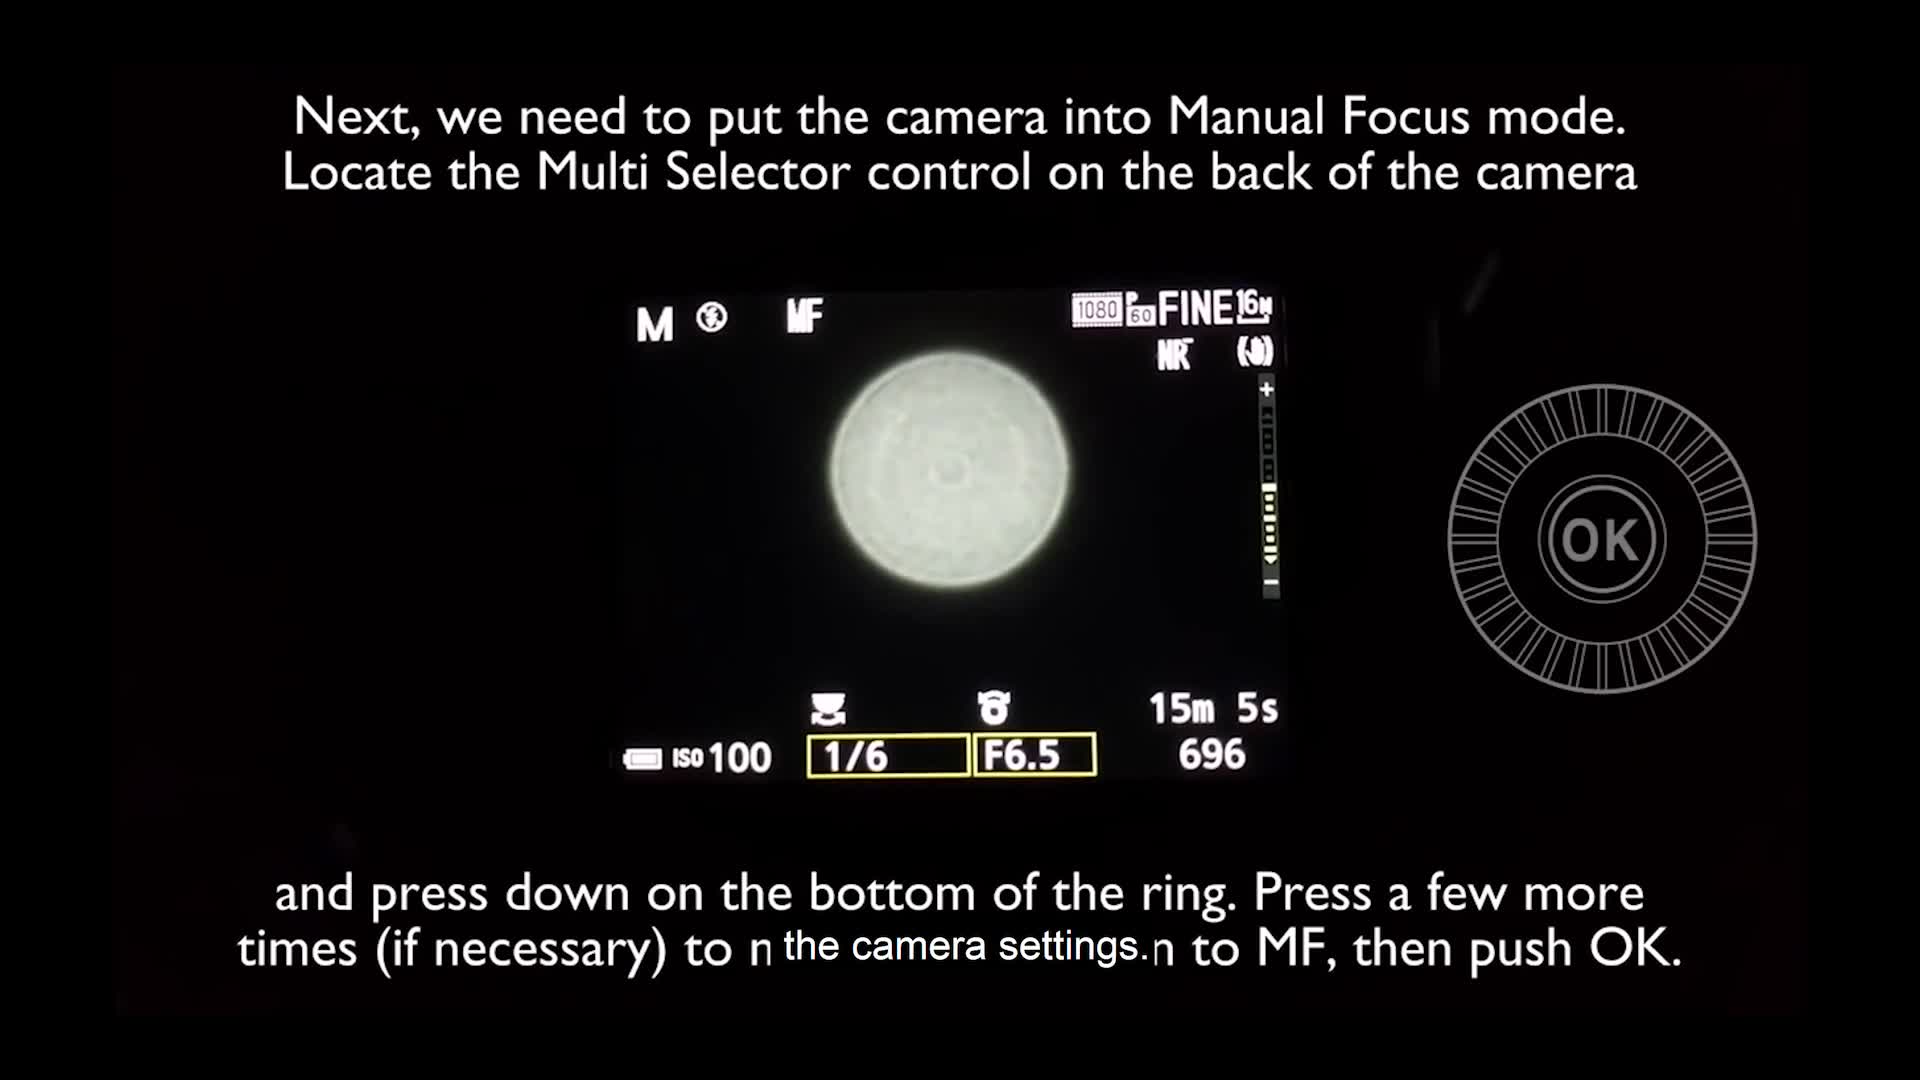 Next, we need to put the camera into Manual Focus mode.
Locate the Multi Selector control on the back of the camera
M MF 1080 P 60 FINE 16M
NR
+
OK
15m 5s
ISO 100 1/6 F6.5 696
and press down on the bottom of the ring. Press a few more
times (if necessary) to the camera settings. to MF, then push OK.